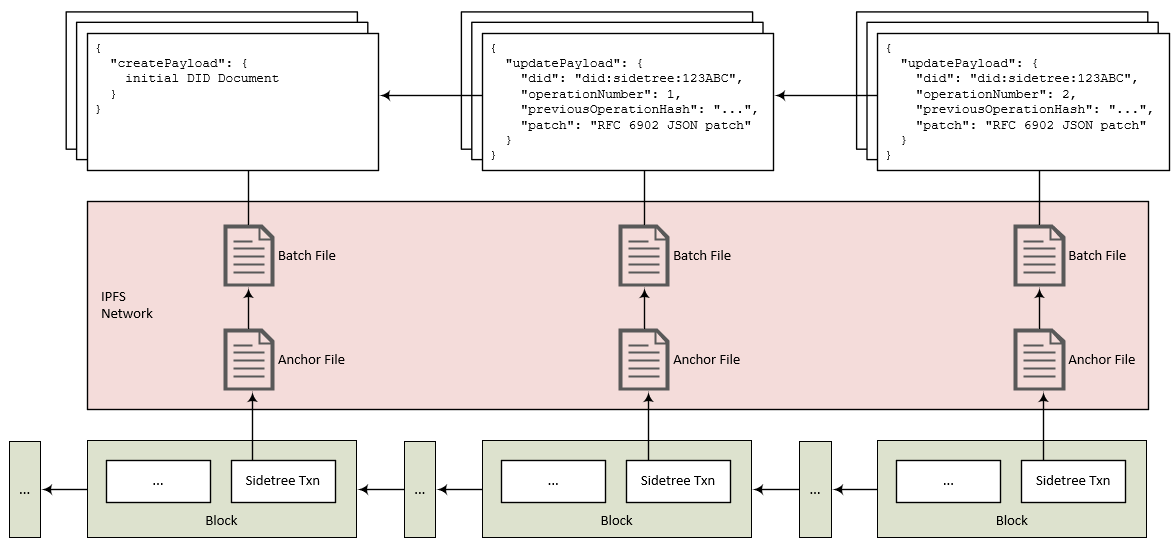 {
"createPayload": {
initial DID Document
}
}
{
"updatePayload": {
"did": "did:sidetree:123ABC",
"operationNumber": 1,
"previousOperationHash": "...",
"patch": "RFC 6902 JSON patch"
}
}
{
"updatePayload": {
"did": "did:sidetree:123ABC",
"operationNumber": 2,
"previousOperationHash": "...",
"patch": "RFC 6902 JSON patch"
}
}
IPFS
Network
Batch File
Batch File
Batch File
Anchor File
Anchor File
Anchor File
...
...
Sidetree Txn
Block
...
...
Sidetree Txn
Block
...
...
Sidetree Txn
Block